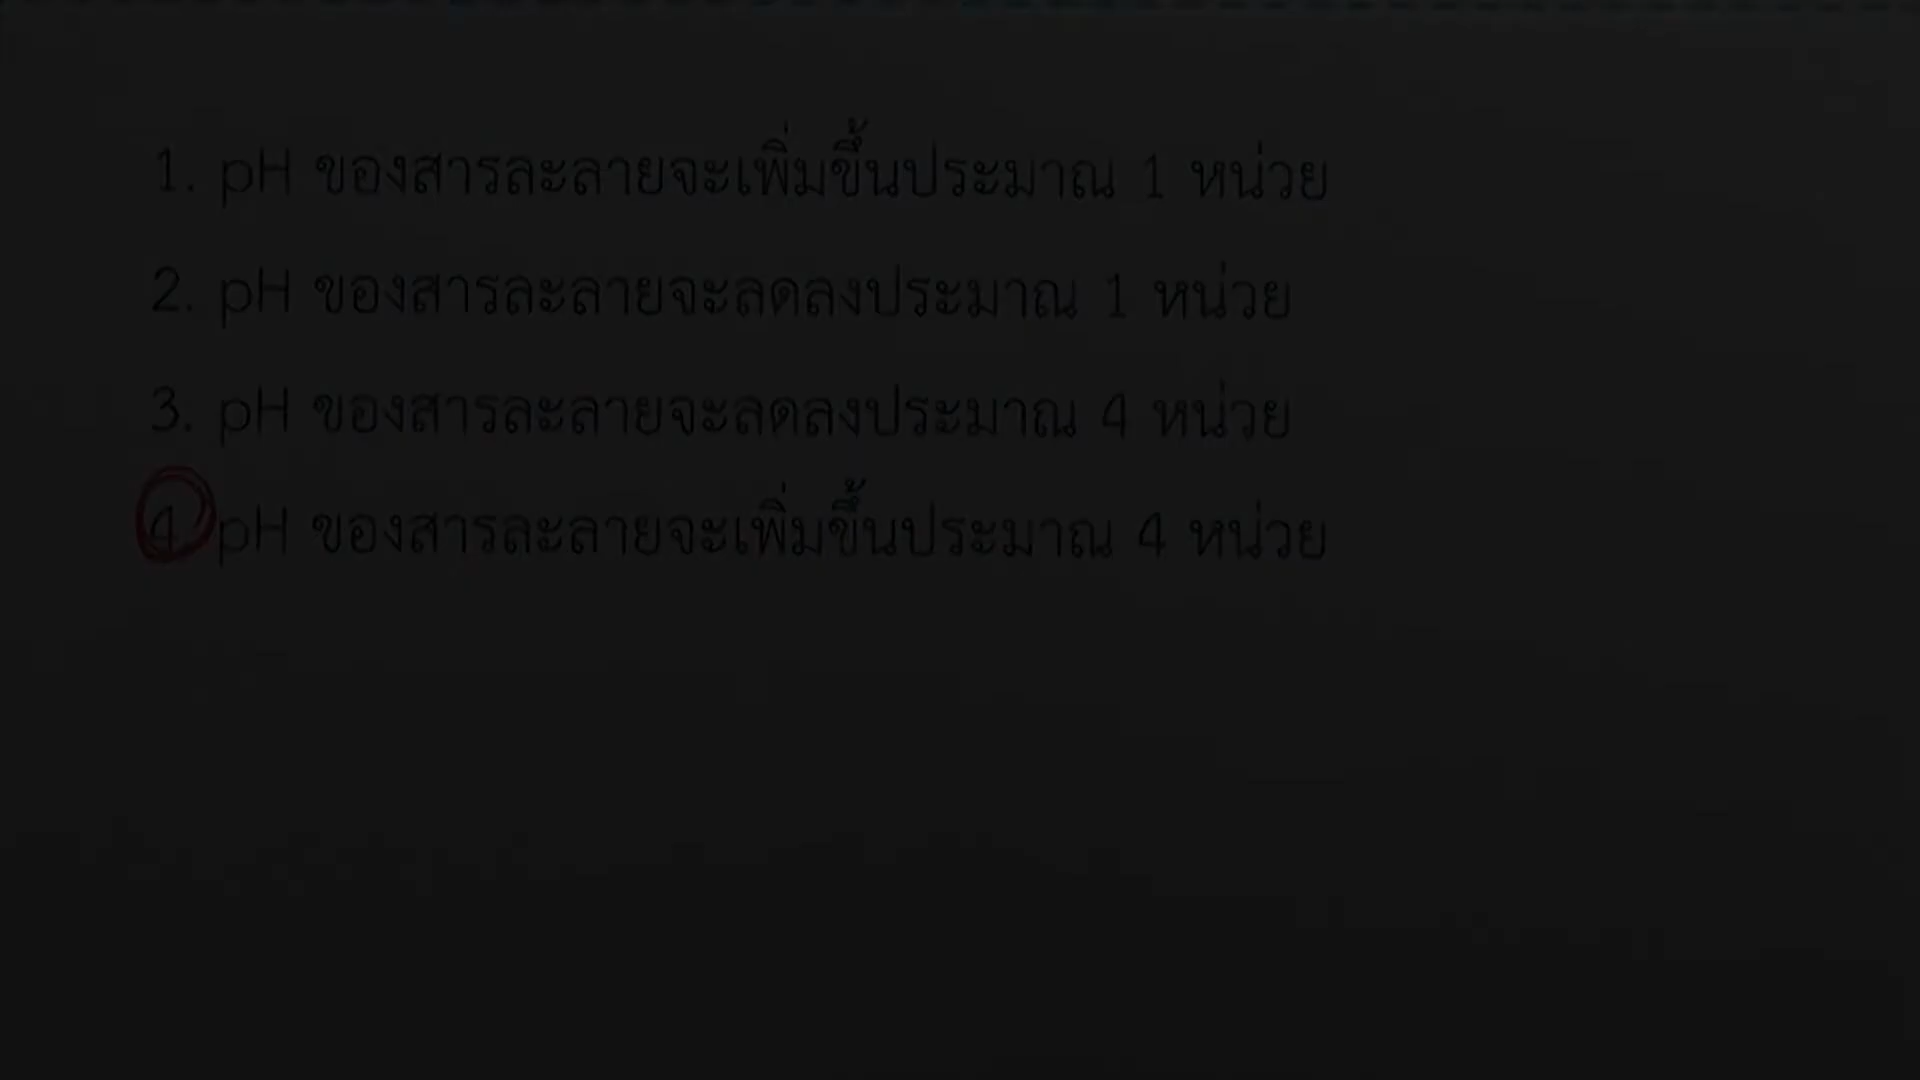 1. pH ของสารละลายจะเพิ่มขึ้นประมาณ 1 หน่วย
2. pH ของสารละลายจะลดลงประมาณ 1 หน่วย
3. pH ของสารละลายจะลดลงประมาณ 4 หน่วย
4. pH ของสารละลายจะเพิ่มขึ้นประมาณ 4 หน่วย